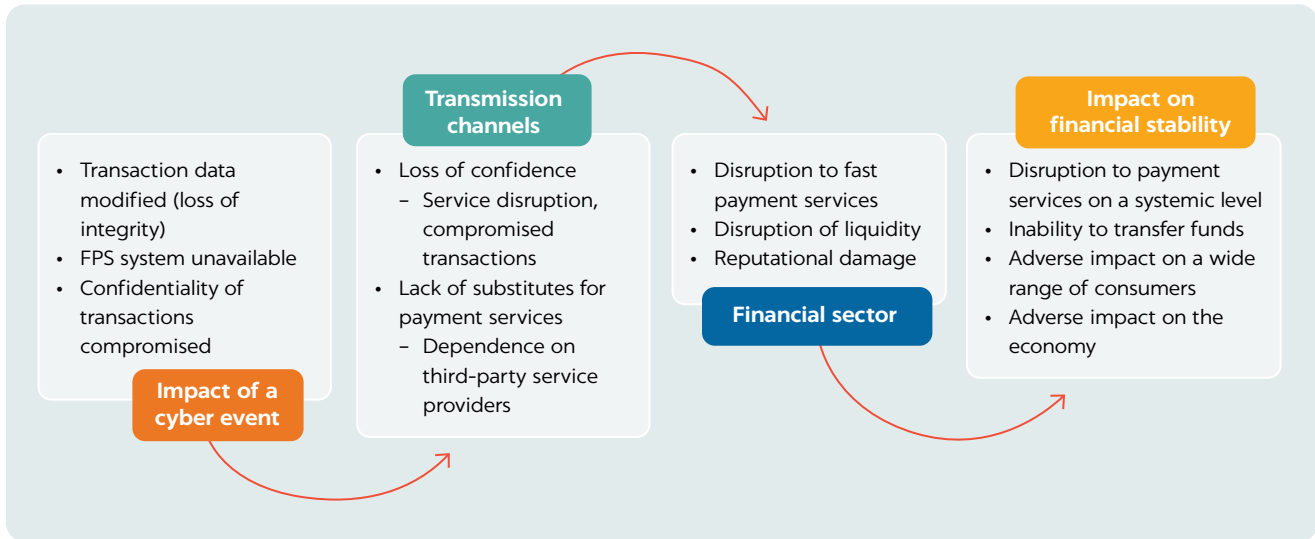 • Transaction data
modified (loss of
integrity)
• FPS system unavailable
• Confidentiality of
transactions
compromised
Impact of a
cyber event
Transmission
channels
• Loss of confidence
– Service disruption,
compromised
transactions
• Lack of substitutes for
payment services
– Dependence on
third-party service
providers
• Disruption to fast
payment services
• Disruption of liquidity
• Reputational damage
Financial sector
Impact on
financial stability
• Disruption to payment
services on a systemic level
• Inability to transfer funds
• Adverse impact on a wide
range of consumers
• Adverse impact on the
economy